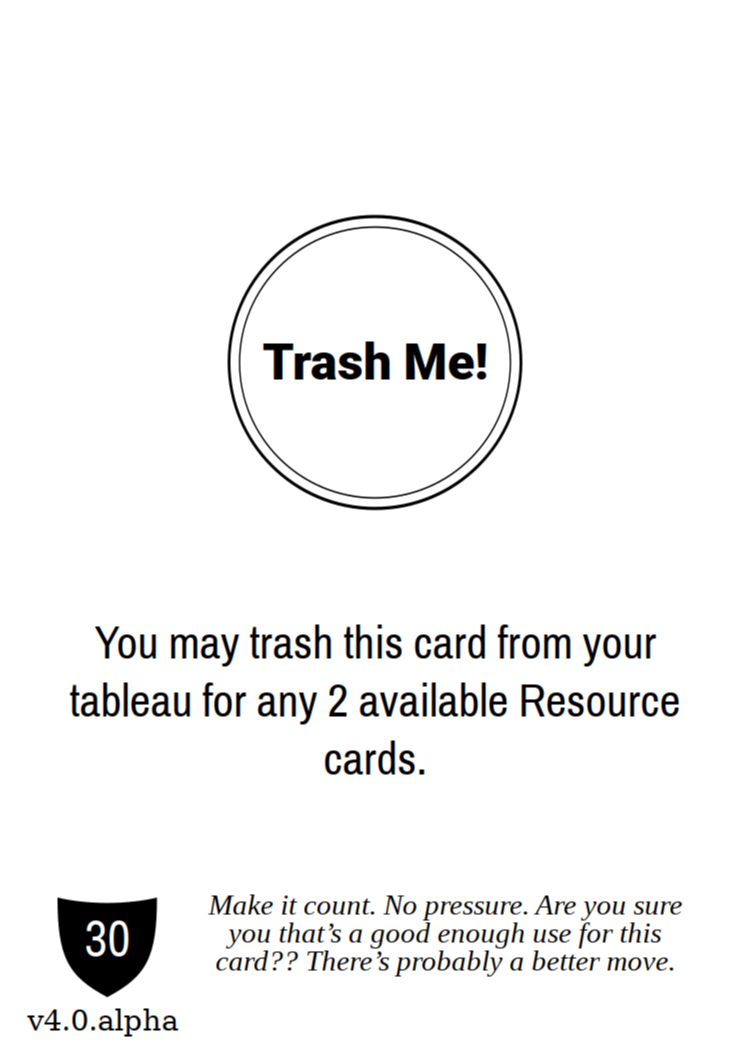 Trash Me!
You may trash this card from your
tableau for any 2 available Resource
cards.
30
Make it count. No pressure. Are you sure
you that’s a good enough use for this
card?? There’s probably a better move.
v4.0.alpha